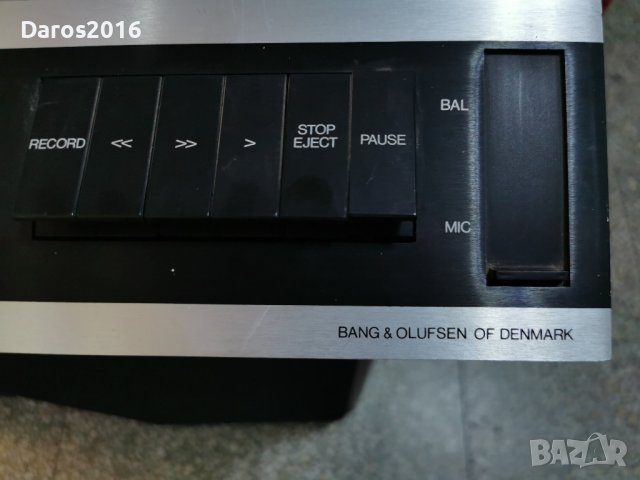 Daros2016
RECORD
<<
>>
>
STOP
EJECT
PAUSE
BAL
MIC
BANG & OLUFSEN OF DENMARK
BAZAR